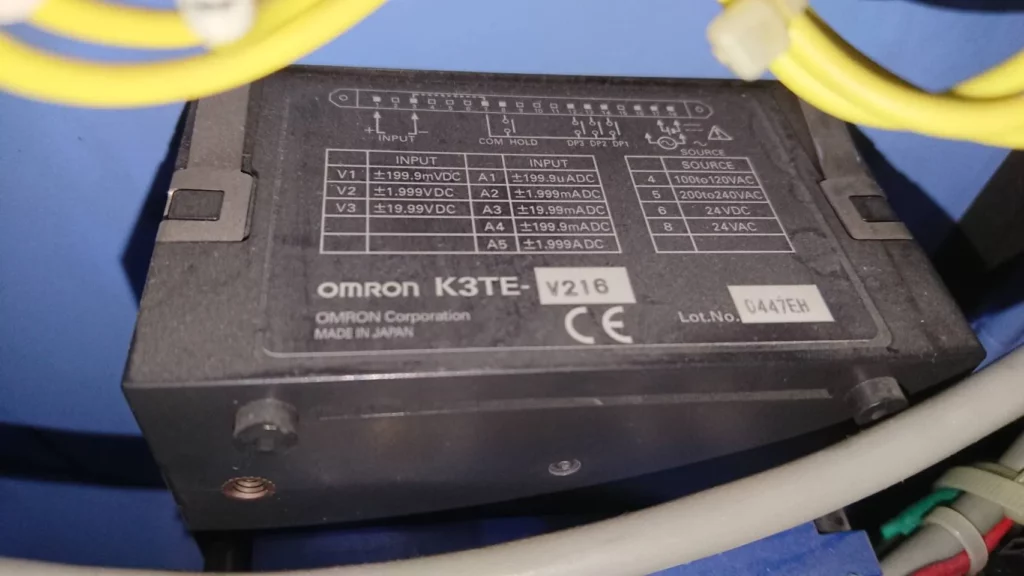 + INPUT −
COM HOLD
DP3 DP2 DP1
SOURCE
INPUT INPUT
V1 ±199.9mVDC A1 ±199.9uADC
V2 ±1.999VDC A2 ±1.999mADC
V3 ±19.99VDC A3 ±19.99mADC
A4 ±199.9mADC
A5 ±1.999ADC
SOURCE
4 100to120VAC
5 200to240VAC
6 24VDC
8 24VAC
omron K3TE-V216
OMRON Corporation
MADE IN JAPAN
CE
Lot.No. 0447EH